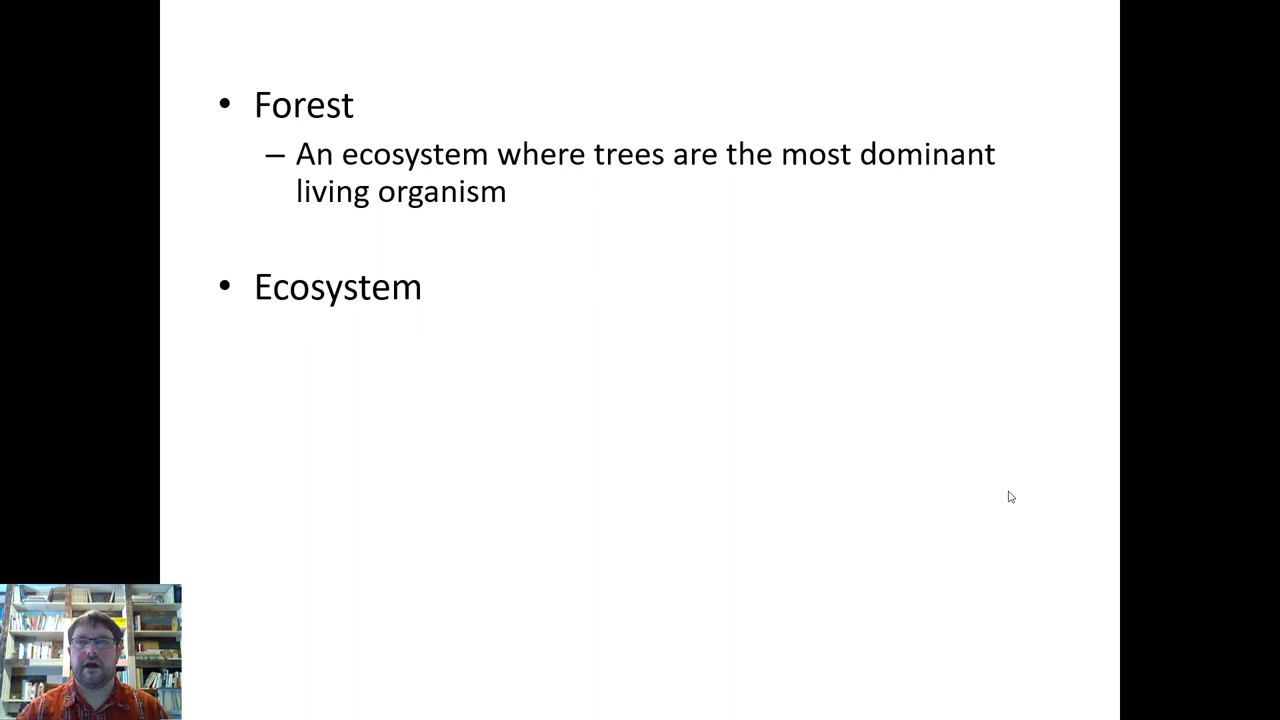 • Forest
– An ecosystem where trees are the most dominant
living organism
• Ecosystem